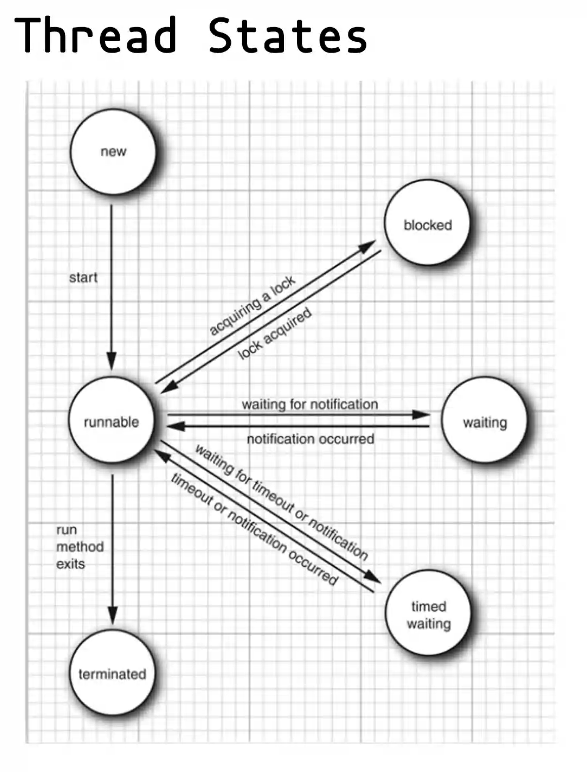 Thread States
new
blocked
start
acquiring a lock
lock acquired
waiting for notification
runnable
waiting
notification occurred
waiting for timeout or notification
timeout or notification occurred
run
method
exits
timed
waiting
terminated